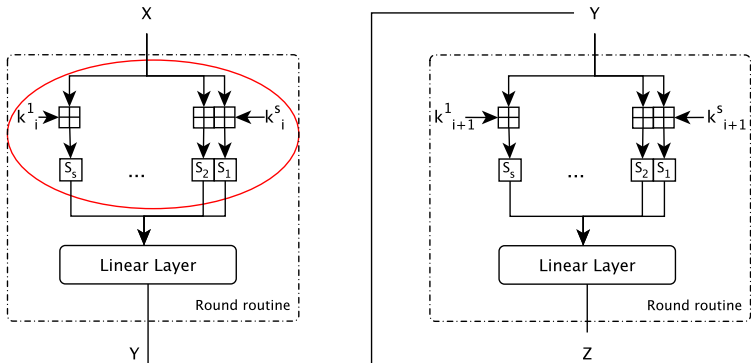 X Y
k¹ᵢ kˢᵢ k¹ᵢ₊₁ kˢᵢ₊₁
Sₛ ... S₂ S₁ Sₛ ... S₂ S₁
Linear Layer Linear Layer
Round routine Round routine
Y Z